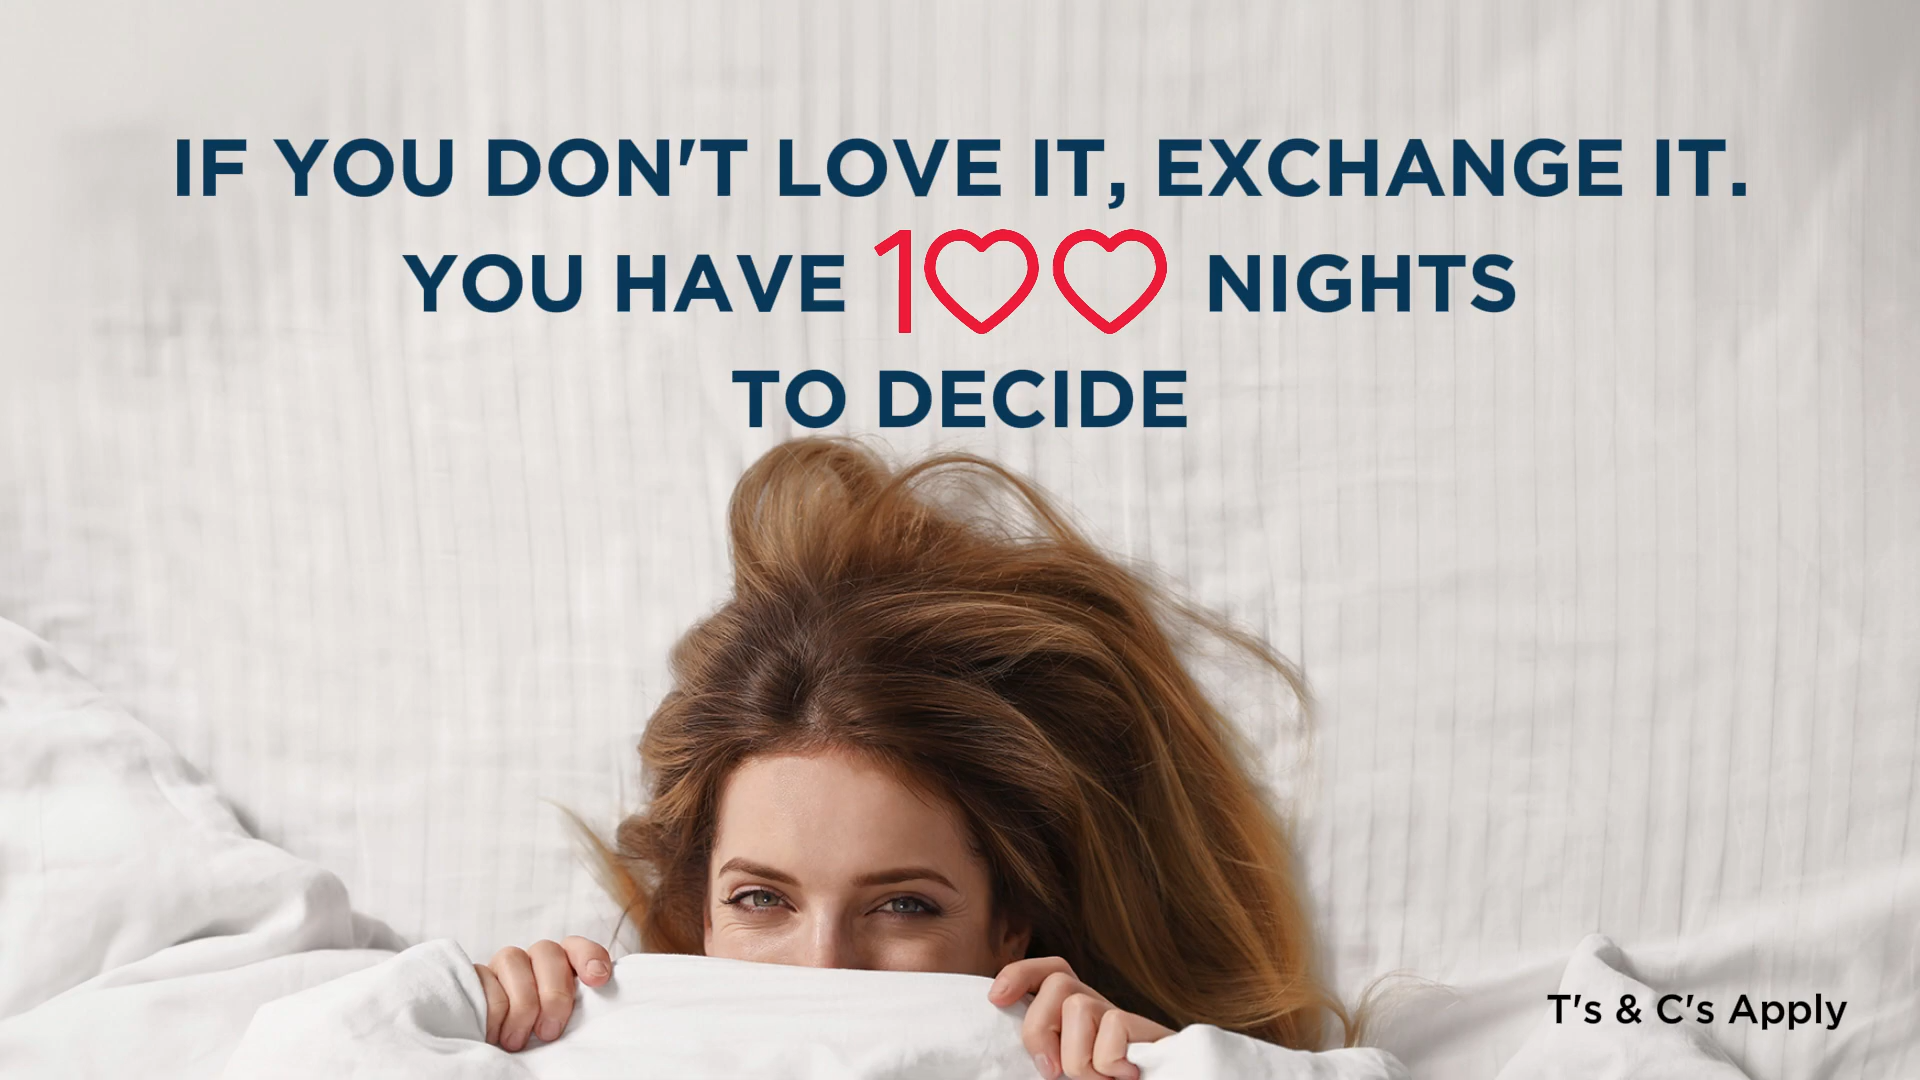 IF YOU DON'T LOVE IT, EXCHANGE IT.
YOU HAVE 100 NIGHTS
TO DECIDE
T's & C's Apply